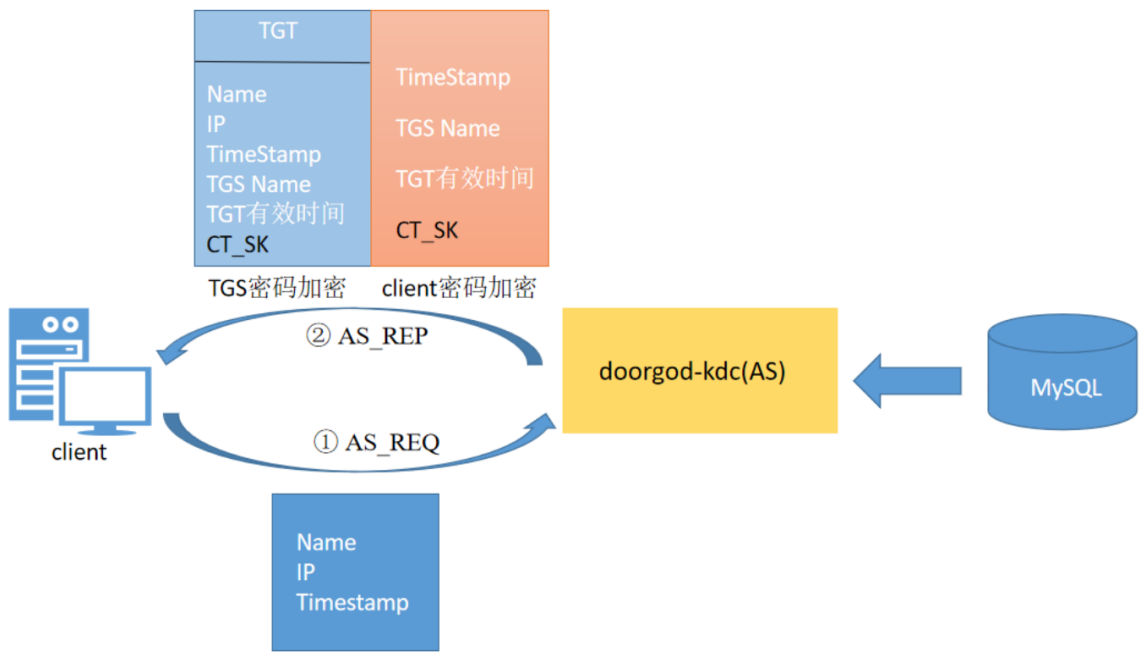 TGT
Name
IP
TimeStamp
TGS Name
TGT有效时间
CT_SK
TimeStamp
TGS Name
TGT有效时间
CT_SK
TGS密码加密
client密码加密
② AS_REP
doorgod-kdc(AS)
MySQL
client
① AS_REQ
Name
IP
Timestamp